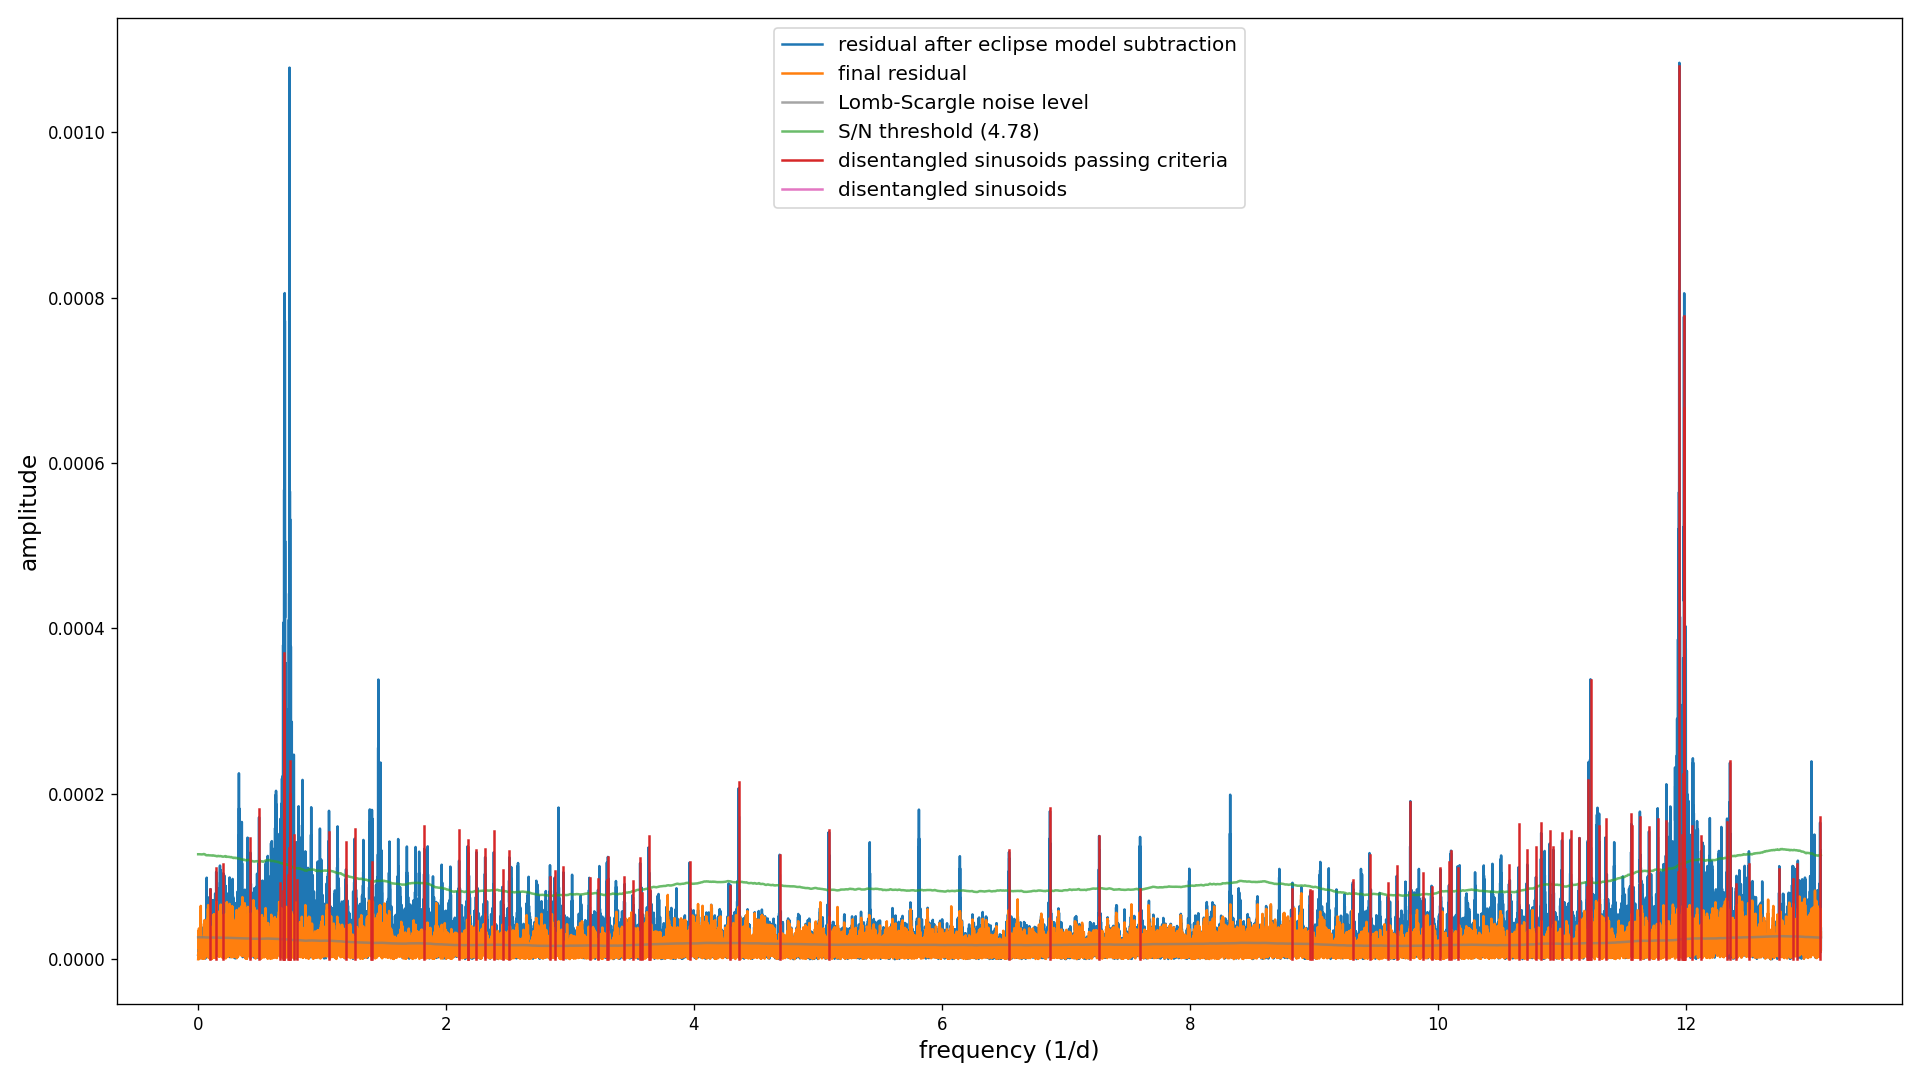 residual after eclipse model subtraction
final residual
Lomb-Scargle noise level
S/N threshold (4.78)
disentangled sinusoids passing criteria
disentangled sinusoids
amplitude
0.0010
0.0008
0.0006
0.0004
0.0002
0.0000
0 2 4 6 8 10 12
frequency (1/d)